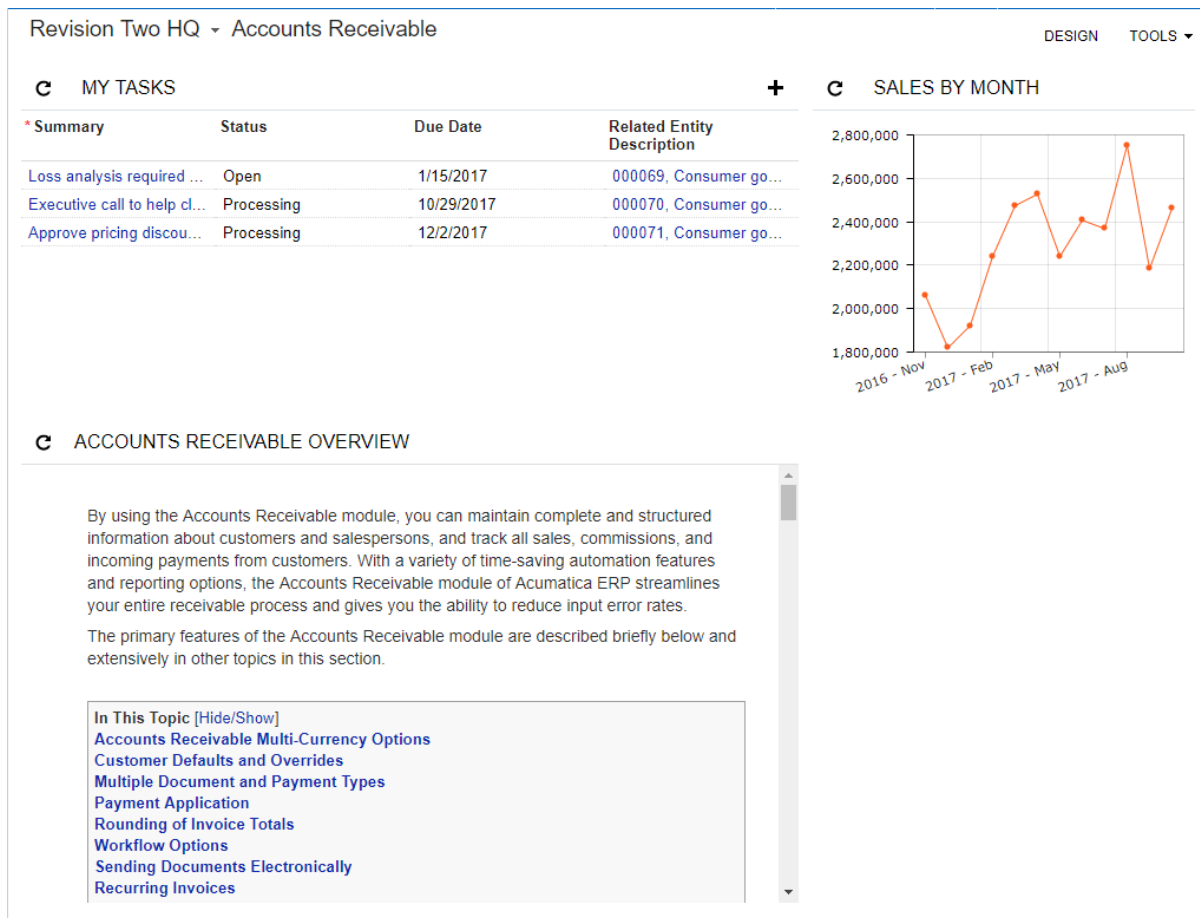 Revision Two HQ Accounts Receivable
DESIGN TOOLS
MY TASKS
* Summary Status Due Date Related Entity Description
Loss analysis required ... Open 1/15/2017 000069, Consumer go...
Executive call to help cl... Processing 10/29/2017 000070, Consumer go...
Approve pricing discou... Processing 12/2/2017 000071, Consumer go...
SALES BY MONTH
2,800,000
2,600,000
2,400,000
2,200,000
2,000,000
1,800,000
2016 - Nov 2017 - Feb 2017 - May 2017 - Aug
ACCOUNTS RECEIVABLE OVERVIEW
By using the Accounts Receivable module, you can maintain complete and structured
information about customers and salespersons, and track all sales, commissions, and
incoming payments from customers. With a variety of time-saving automation features
and reporting options, the Accounts Receivable module of Acumatica ERP streamlines
your entire receivable process and gives you the ability to reduce input error rates.
The primary features of the Accounts Receivable module are described briefly below and
extensively in other topics in this section.
In This Topic [Hide/Show]
Accounts Receivable Multi-Currency Options
Customer Defaults and Overrides
Multiple Document and Payment Types
Payment Application
Rounding of Invoice Totals
Workflow Options
Sending Documents Electronically
Recurring Invoices